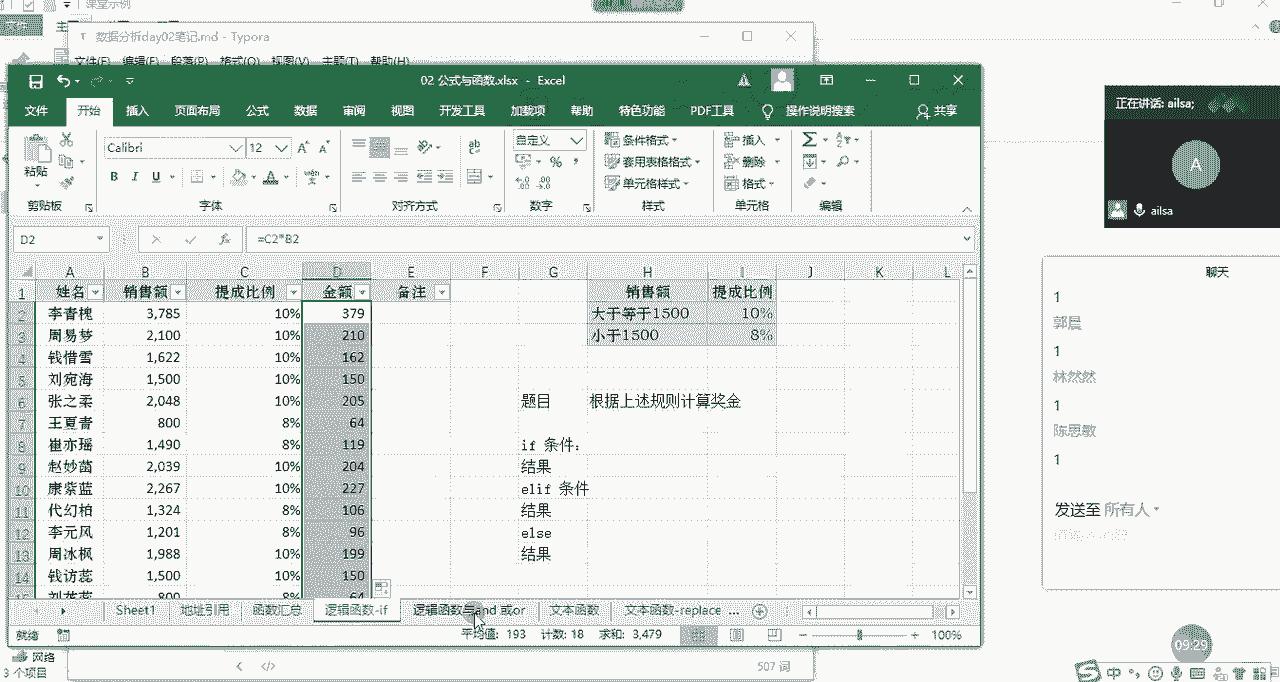 课堂示例
数据分析day02笔记.md - Typora
文件(F) 编辑(E) 段落(P) 格式(O) 视图(V) 主题(T) 帮助(H)
02 公式与函数.xlsx - Excel
文件 开始 插入 页面布局 公式 数据 审阅 视图 开发工具 加载项 帮助 特色功能 PDF工具 操作说明搜索 共享
粘贴 Calibri 12 自定义 条件格式 插入
套用表格格式 删除
单元格样式 格式
剪贴板 字体 对齐方式 数字 样式 单元格 编辑
D2 =C2*B2
A B C D E F G H I J K L
1 姓名 销售额 提成比例 金额 备注 销售额 提成比例
2 李春槐 3,785 10% 379 大于等于1500 10%
3 周易梦 2,100 10% 210 小于1500 8%
4 钱惜雪 1,622 10% 162
5 刘宛海 1,500 10% 150
6 张之柔 2,048 10% 205 题目 根据上述规则计算奖金
7 王夏青 800 8% 64
8 崔亦瑶 1,490 8% 119 if 条件:
9 赵妙菡 2,039 10% 204 结果
10 康紫蓝 2,267 10% 227 elif 条件
11 代幻柏 1,324 8% 106 结果
12 李元风 1,201 8% 96 else
13 周冰枫 1,988 10% 199 结果
14 钱访蕊 1,500 10% 150
800 8% 64
Sheet1 地址引用 函数汇总 逻辑函数-if 逻辑函数与and 或or 文本函数 文本函数-replace ...
就绪 平均值: 193 计数: 18 求和: 3,479 100%
507 词
网络
3 个项目
正在讲话: ailsa;
A
ailsa
聊天
1
郭晨
1
林然然
1
陈思敏
1
发送至 所有人
09:29
中